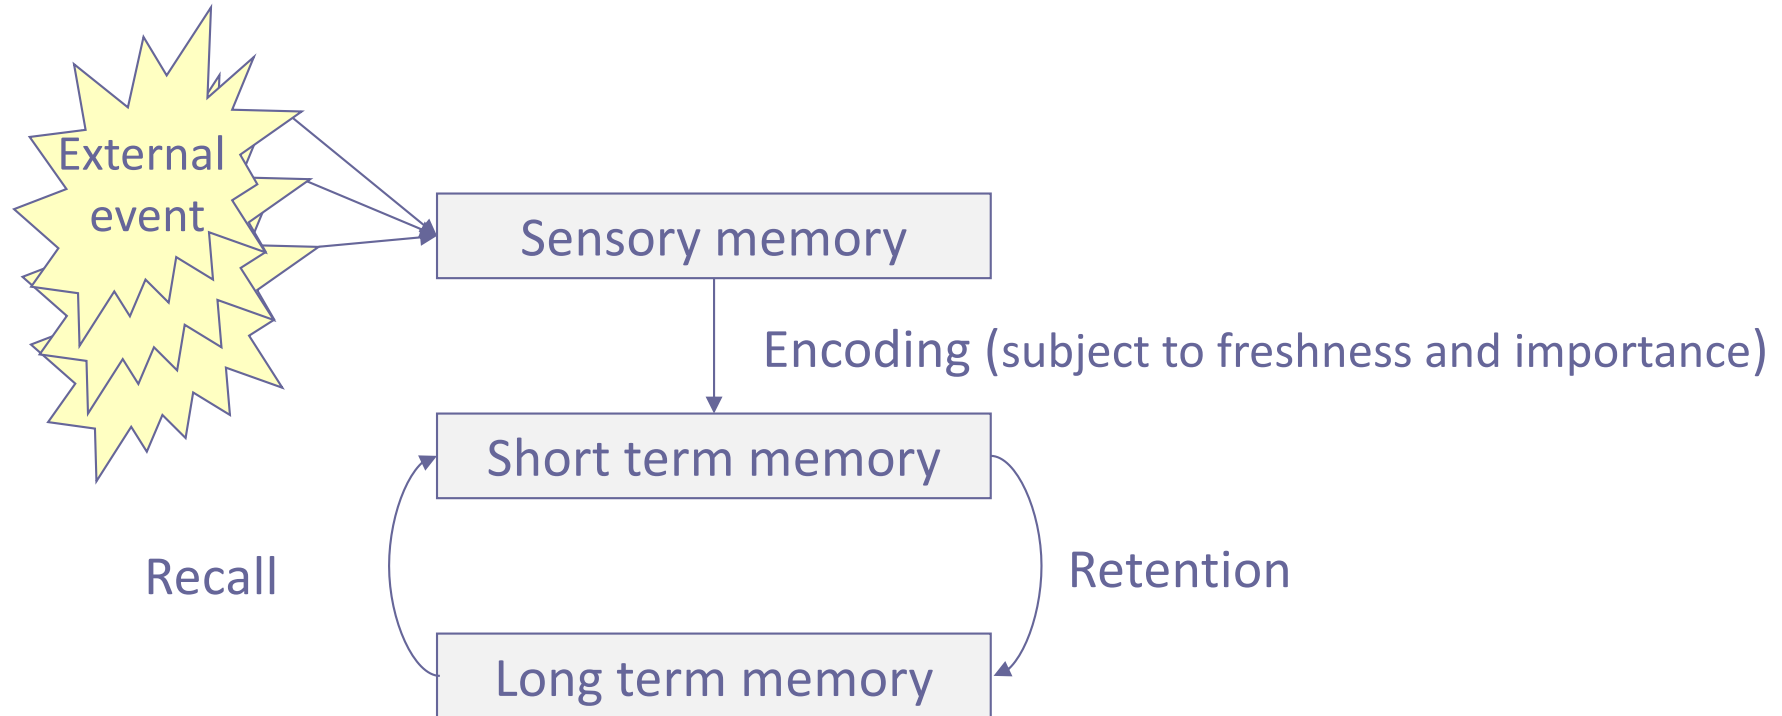 External
event
Sensory memory
Encoding (subject to freshness and importance)
Short term memory
Recall
Retention
Long term memory